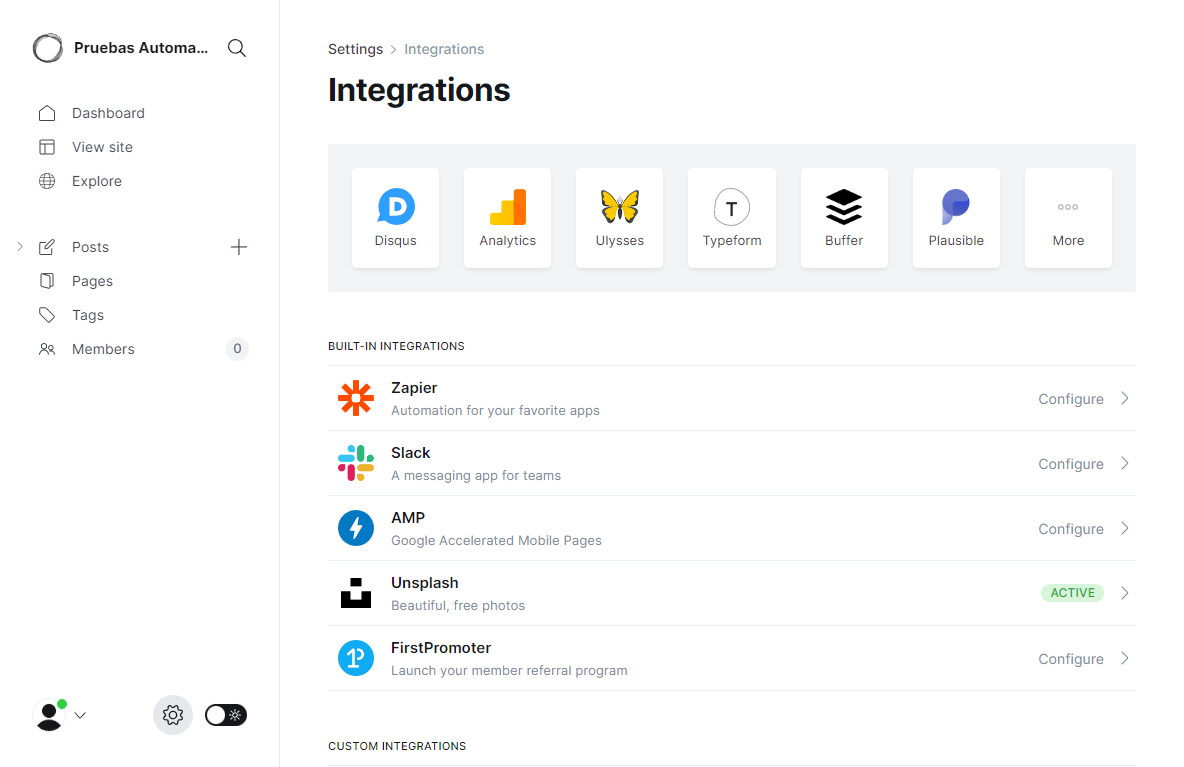 Pruebas Automa...
Dashboard
View site
Explore
Posts
Pages
Tags
Members 0
Settings > Integrations
Integrations
Disqus Analytics Ulysses Typeform Buffer Plausible More
BUILT-IN INTEGRATIONS
Zapier
Automation for your favorite apps
Configure
Slack
A messaging app for teams
Configure
AMP
Google Accelerated Mobile Pages
Configure
Unsplash
Beautiful, free photos
ACTIVE
FirstPromoter
Launch your member referral program
Configure
CUSTOM INTEGRATIONS